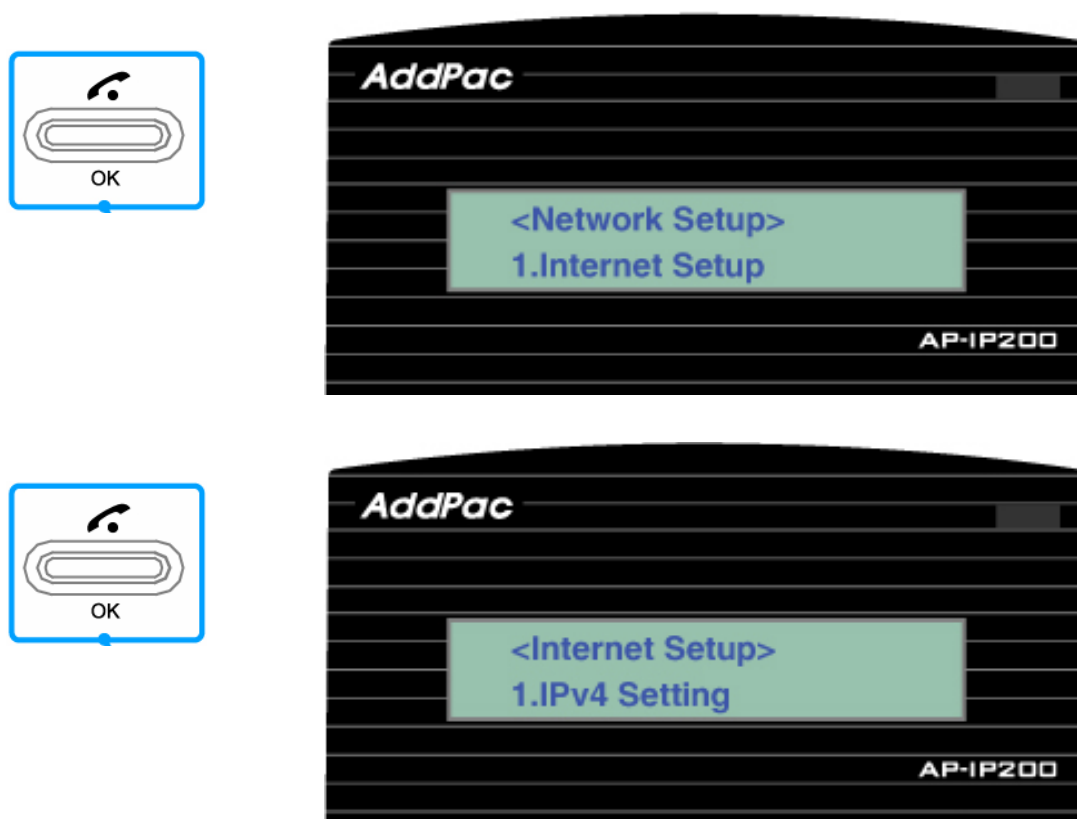 AddPac
OK
<Network Setup>
1.Internet Setup
AP-IP200
AddPac
OK
<Internet Setup>
1.IPv4 Setting
AP-IP200